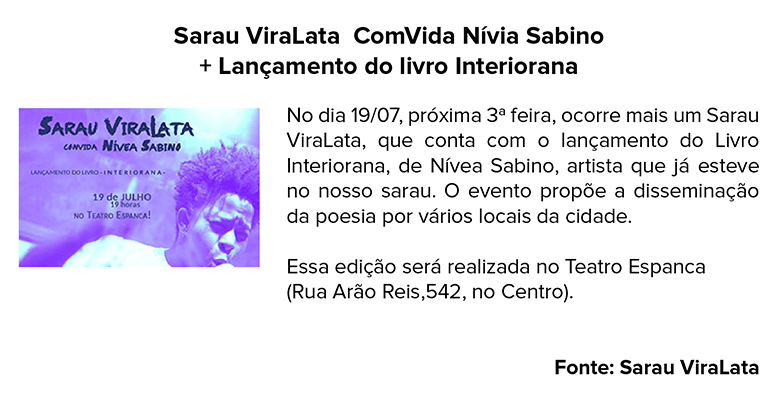 Sarau ViraLata  ComVida Nívia Sabino
+ Lançamento do livro Interiorana
SARAU VIRALATA
CONVIDA NÍVEA SABINO
LANÇAMENTO DO LIVRO - INTERIORANA -
19 de JULHO
19 horas
NO TEATRO ESPANCA!
No dia 19/07, próxima 3ª feira, ocorre mais um Sarau
ViraLata, que conta com o lançamento do Livro
Interiorana, de Nívea Sabino, artista que já esteve
no nosso sarau. O evento propõe a disseminação
da poesia por vários locais da cidade.
Essa edição será realizada no Teatro Espanca
(Rua Arão Reis,542, no Centro).
Fonte: Sarau ViraLata